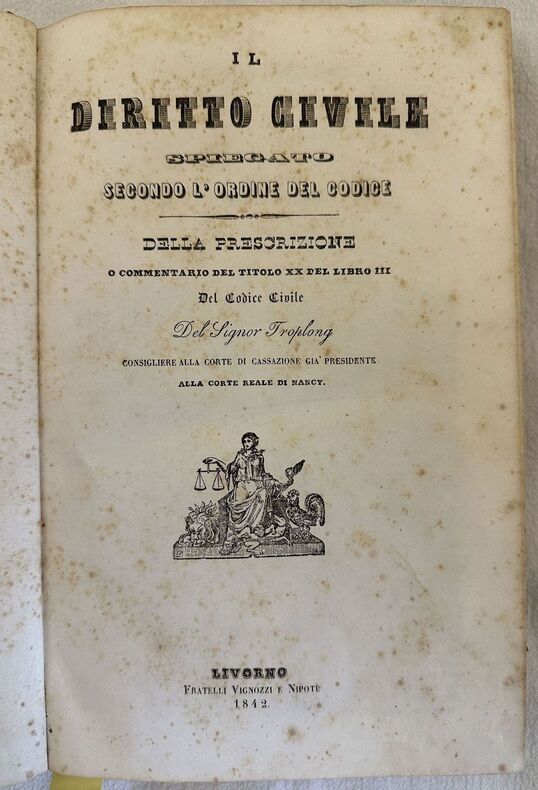 IL
DIRITTO CIVILE
SPIEGATO
SECONDO L'ORDINE DEL CODICE
DELLA PRESCRIZIONE
O COMMENTARIO DEL TITOLO XX DEL LIBRO III
Del Codice Civile
Del Signor Troplong
CONSIGLIERE ALLA CORTE DI CASSAZIONE GIA' PRESIDENTE
ALLA CORTE REALE DI NANCY.
LIVORNO
FRATELLI VIGNOZZI E NIPOTE
1842.